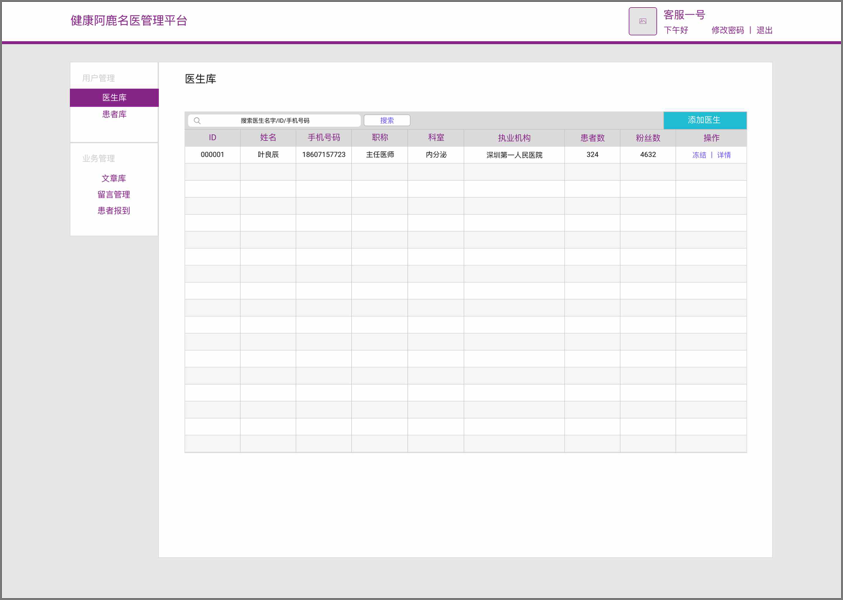 健康阿鹿名医管理平台
客服一号
下午好 修改密码 | 退出
用户管理
医生库
患者库
业务管理
文章库
留言管理
患者报到
医生库
搜索医生名字/ID/手机号码 搜索 添加医生
ID 姓名 手机号码 职称 科室 执业机构 患者数 粉丝数 操作
000001 叶良辰 18607157723 主任医师 内分泌 深圳第一人民医院 324 4632 冻结 | 详情